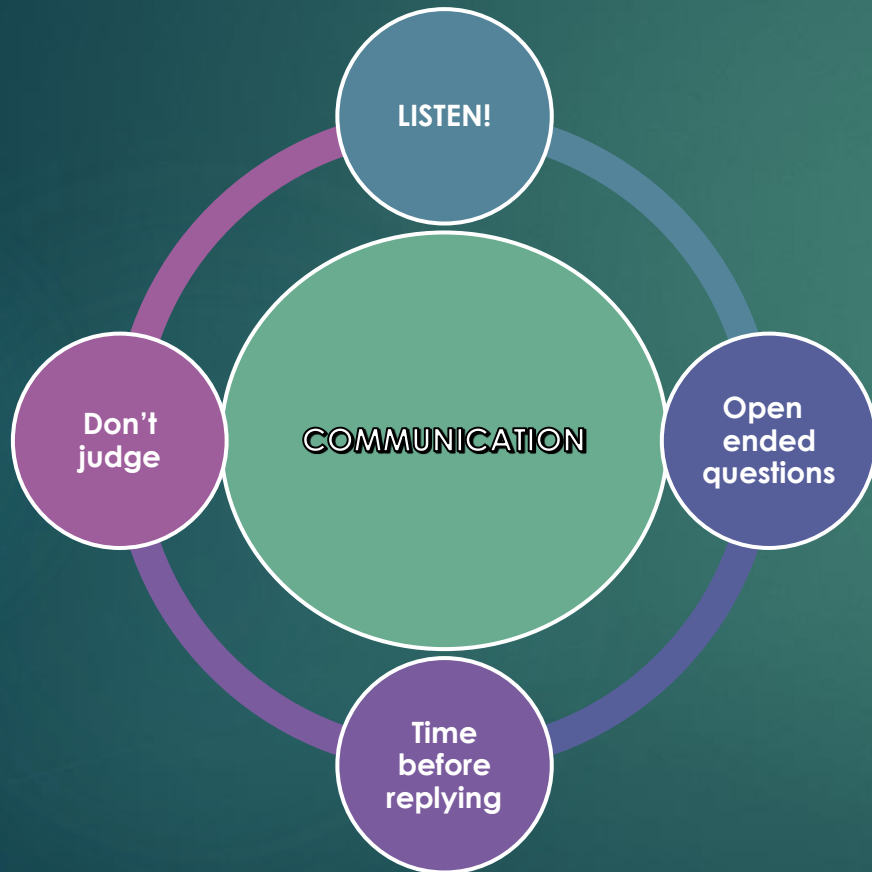 LISTEN!
Open
ended
questions
Time
before
replying
Don’t
judge
COMMUNICATION